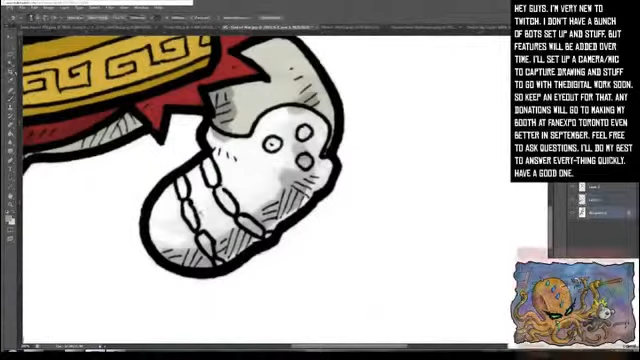 HEY GUYS. I'M VERY NEW TO
TWITCH. I DON'T HAVE A BUNCH
OF BOTS SET UP AND STUFF, BUT
FEATURES WILL BE ADDED OVER
TIME. I'LL SET UP A CAMERA/MIC
TO CAPTURE DRAWING AND STUFF
TO GO WITH THEDIGITAL WORK SOON.
SO KEEP AN EYEOUT FOR THAT. ANY
DONATIONS WILL GO TO MAKING MY
BOOTH AT FANEXPO TORONTO EVEN
BETTER IN SEPTEMBER. FEEL FREE
TO ASK QUESTIONS. I'LL DO MY BEST
TO ANSWER EVERY-THING QUICKLY.
HAVE A GOOD ONE.